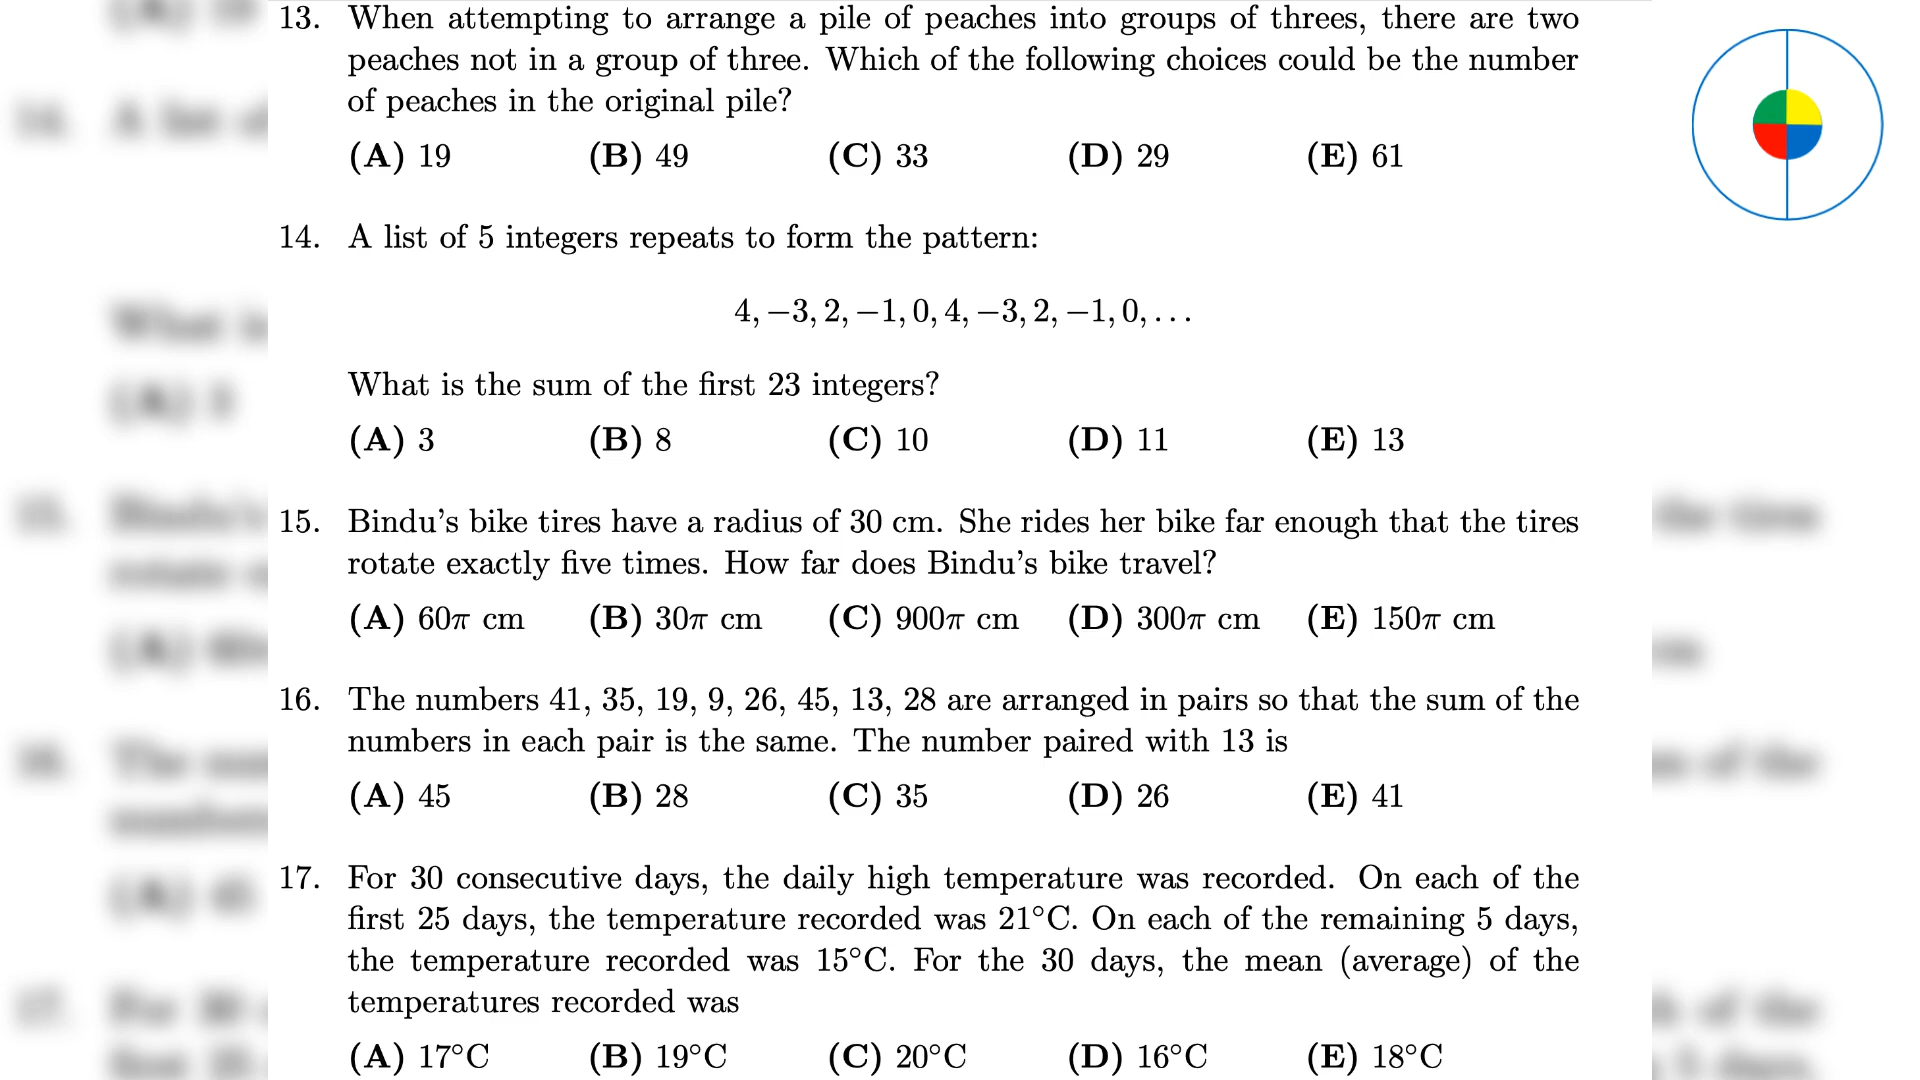 13. When attempting to arrange a pile of peaches into groups of threes, there are two
peaches not in a group of three. Which of the following choices could be the number
of peaches in the original pile?
(A) 19 (B) 49 (C) 33 (D) 29 (E) 61
14. A list of 5 integers repeats to form the pattern:
4, −3, 2, −1, 0, 4, −3, 2, −1, 0, . . .
What is the sum of the first 23 integers?
(A) 3 (B) 8 (C) 10 (D) 11 (E) 13
15. Bindu’s bike tires have a radius of 30 cm. She rides her bike far enough that the tires
rotate exactly five times. How far does Bindu’s bike travel?
(A) 60π cm (B) 30π cm (C) 900π cm (D) 300π cm (E) 150π cm
16. The numbers 41, 35, 19, 9, 26, 45, 13, 28 are arranged in pairs so that the sum of the
numbers in each pair is the same. The number paired with 13 is
(A) 45 (B) 28 (C) 35 (D) 26 (E) 41
17. For 30 consecutive days, the daily high temperature was recorded. On each of the
first 25 days, the temperature recorded was 21°C. On each of the remaining 5 days,
the temperature recorded was 15°C. For the 30 days, the mean (average) of the
temperatures recorded was
(A) 17°C (B) 19°C (C) 20°C (D) 16°C (E) 18°C